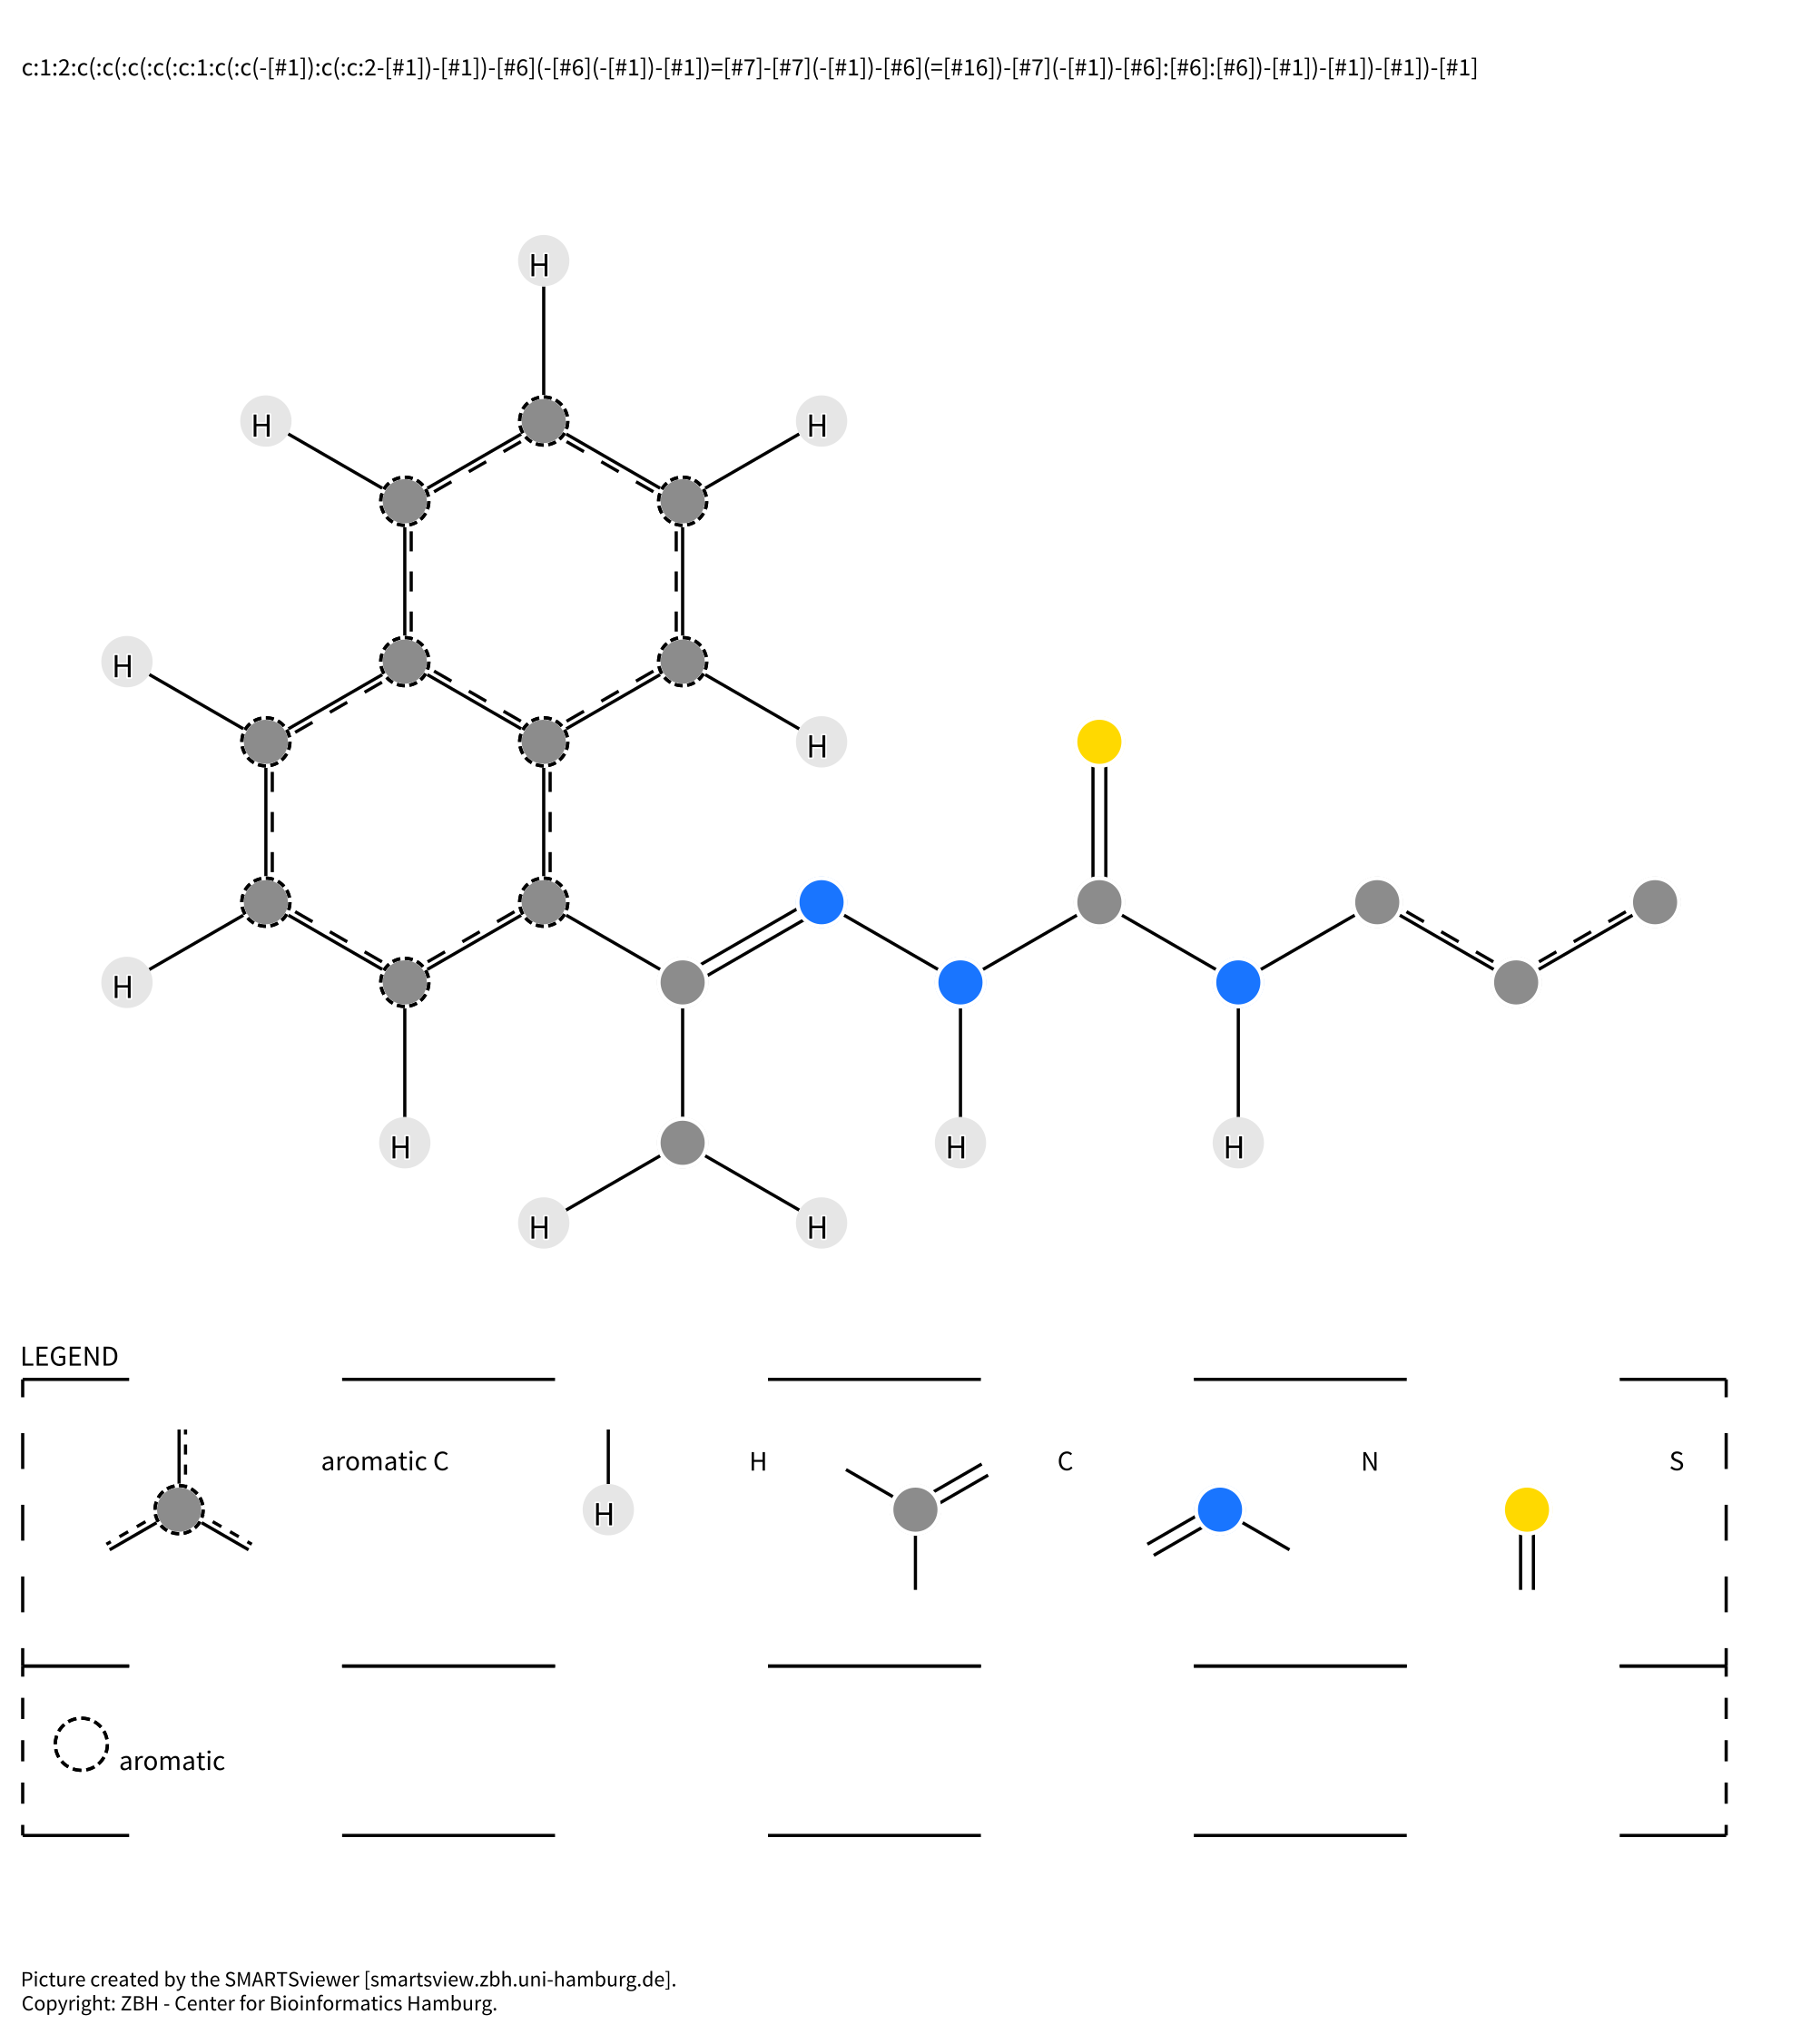 c:1:2:c(:c(:c(:c(:c:1:c(:c(-[#1]):c(:c:2-[#1])-[#1])-[#6](-[#6](-[#1])-[#1])=[#7]-[#7](-[#1])-[#6](=[#16])-[#7](-[#1])-[#6]:[#6]:[#6])-[#1])-[#1])-[#1])-[#1]
H
H H
H
H
H
H H H H
H H
LEGEND
aromatic C H C N S
H
aromatic
Picture created by the SMARTSviewer [smartsview.zbh.uni-hamburg.de].
Copyright: ZBH - Center for Bioinformatics Hamburg.